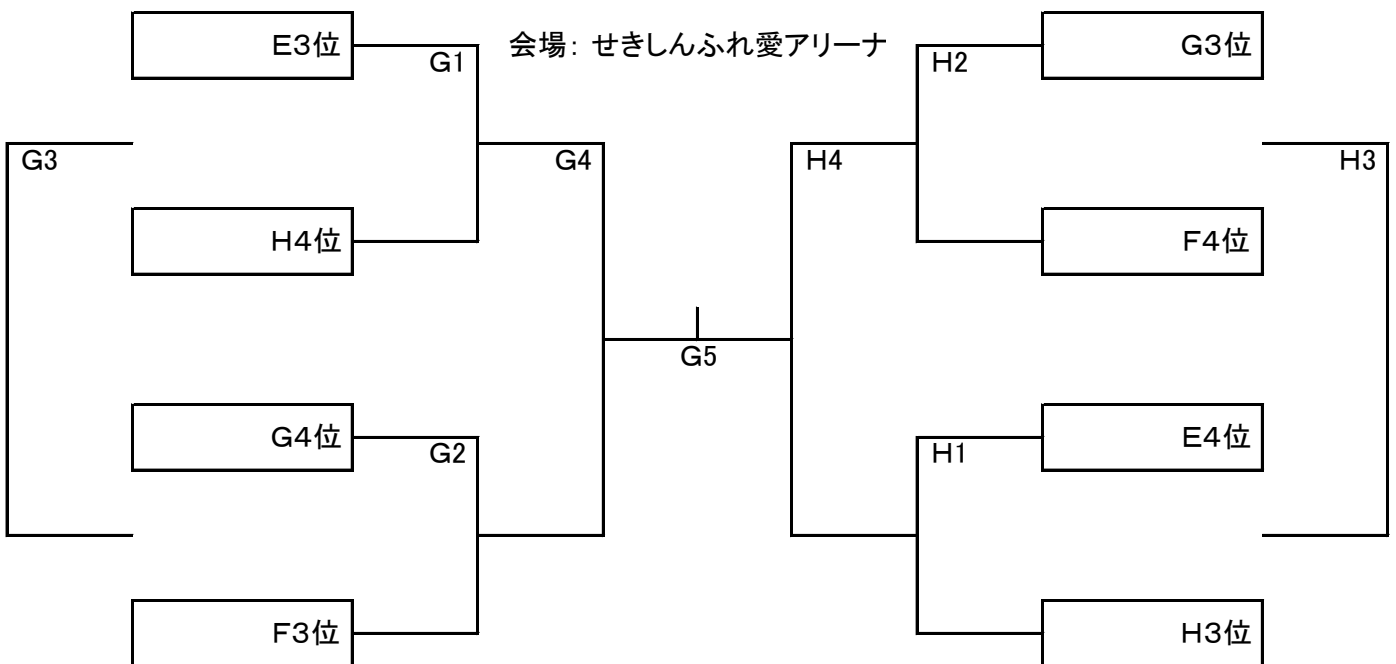 E3位 G1 会場: せきしんふれ愛アリーナ H2 G3位
G3 G4 H4 H3
H4位 F4位
G5
G4位 G2 H1 E4位
F3位 H3位